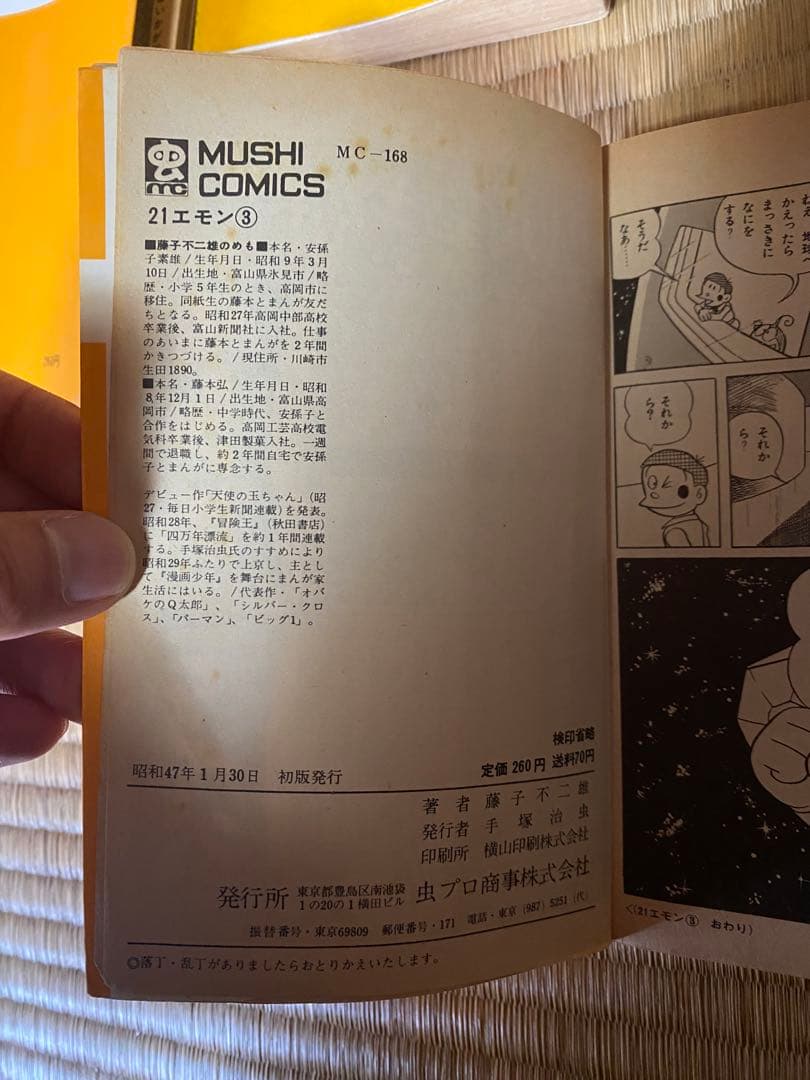 虫
mc
MUSHI
COMICS
MC-168
21エモン③
■藤子不二雄のめも■本名・安孫
子素雄/生年月日・昭和9年3月
10日/出生地・富山県氷見市/略
歴・小学5年生のとき、高岡市に
移住。同紙生の藤本とまんが友だ
ちとなる。昭和27年高岡中部高校
卒業後、富山新聞社に入社。仕事
のあいまに藤本とまんがを2年間
かきつづける。/現住所・川崎市
生田1890。
■本名・藤本弘/生年月日・昭和
8,年12月1日/出生地・富山県高
岡市/略歴・中学時代、安孫子と
合作をはじめる。高岡工芸高校電
気科卒業後、津田製菓入社。一週
間で退職し、約2年間自宅で安孫
子とまんがに専念する。
デビュー作「天使の玉ちゃん」(昭
27・毎日小学生新聞連載)を発表。
昭和28年、『冒険王』(秋田書店)
に「四万年漂流」を約1年間連載
する。手塚治虫氏のすすめにより
昭和29年ふたりで上京し、主とし
て『漫画少年』を舞台にまんが家
生活にはいる。/代表作・「オバ
ケのQ太郎」、「シルバー・クロ
ス」、「パーマン」、「ビッグ1」。
検印省略
定価 260円 送料70円
昭和47年1月30日 初版発行
著者 藤子不二雄
発行者 手塚治虫
印刷所 横山印刷株式会社
発行所 東京都豊島区南池袋
1の20の1横田ビル
虫プロ商事株式会社
振替番号・東京69809 郵便番号・171 電話・東京(987)5251(代)
◎落丁・乱丁がありましたらおとりかえいたします。
ねえ、地球へ
かえったら
まっさきに
なにを
する?
そうだ
なあ……
それか
ら?
それか
ら?
<(21エモン③ おわり)